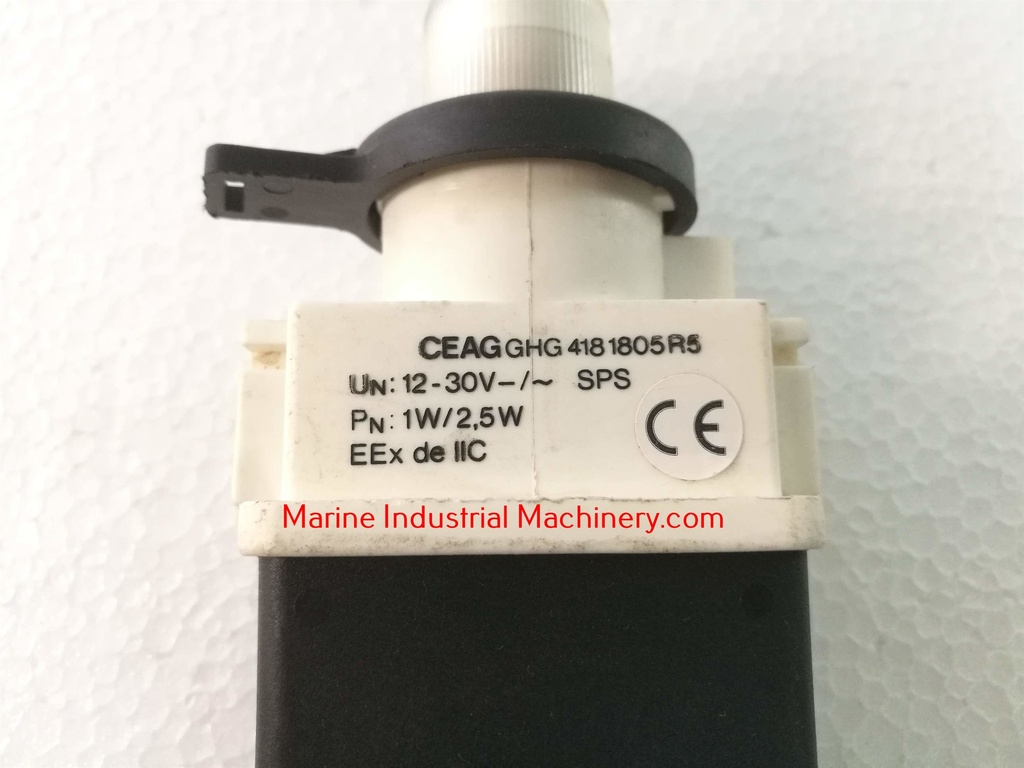 CEAG GHG 418 1805 R5
UN: 12-30V-/~ SPS
PN: 1W/2,5W
EEx de IIC
CE
Marine Industrial Machinery.com